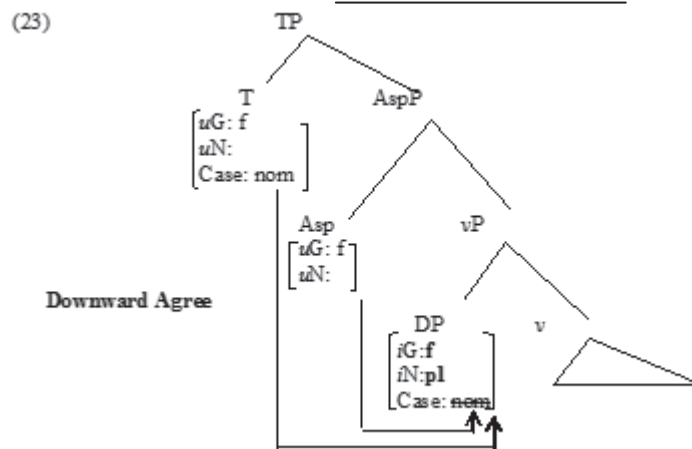 (23)
TP
T AspP
uG: f
uN:
Case: nom
Asp vP
uG: f
uN:
Downward Agree
DP v
iG:f
iN:pl
Case: nom